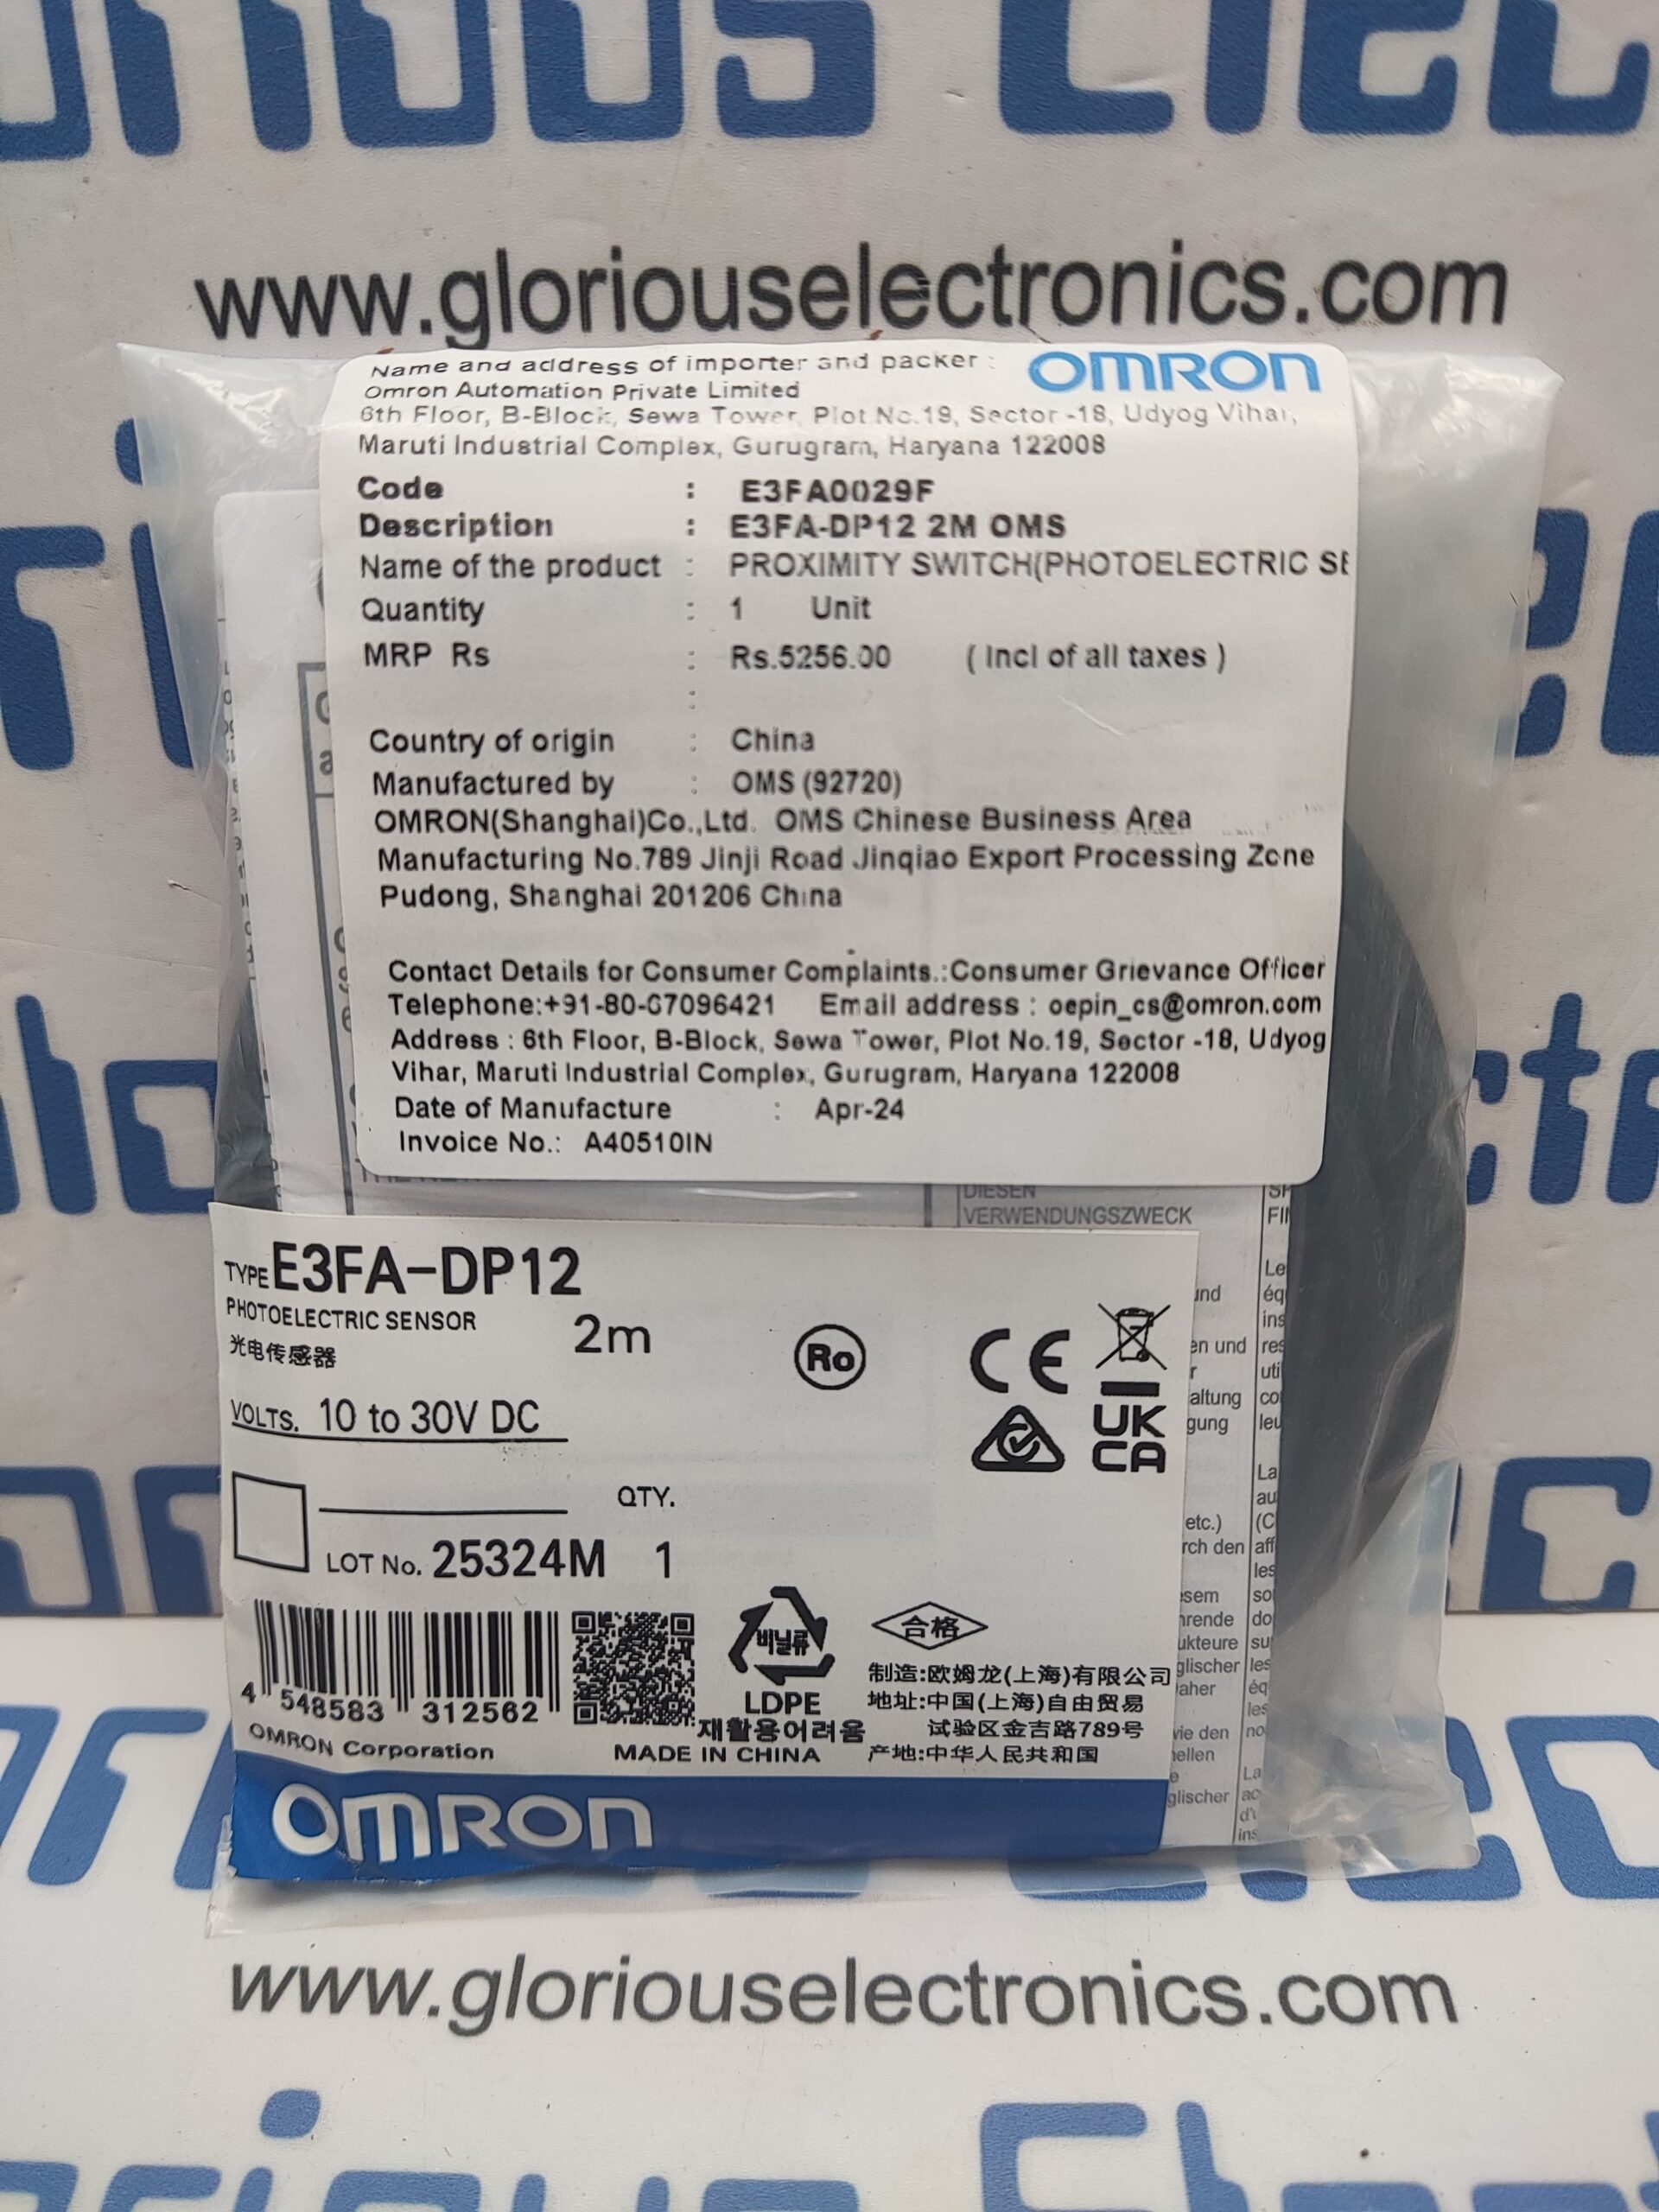 www.gloriouselectronics.com
Name and address of importer and packer :
OMRON
Omron Automation Private Limited
6th Floor, B-Block, Sewa Tower, Plot No.19, Sector -18, Udyog Vihar,
Maruti Industrial Complex, Gurugram, Haryana 122008
Code : E3FA0029F
Description : E3FA-DP12 2M OMS
Name of the product : PROXIMITY SWITCH(PHOTOELECTRIC SE
Quantity : 1 Unit
MRP Rs : Rs.5256.00 ( Incl of all taxes )
:
Country of origin : China
Manufactured by : OMS (92720)
OMRON(Shanghai)Co.,Ltd. OMS Chinese Business Area
Manufacturing No.789 Jinji Road Jinqiao Export Processing Zone
Pudong, Shanghai 201206 China
Contact Details for Consumer Complaints.:Consumer Grievance Officer
Telephone:+91-80-67096421 Email address : oepin_cs@omron.com
Address : 6th Floor, B-Block, Sewa Tower, Plot No.19, Sector -18, Udyog
Vihar, Maruti Industrial Complex, Gurugram, Haryana 122008
Date of Manufacture : Apr-24
Invoice No.: A40510IN
DIESEN
VERWENDUNGSZWECK
TYPE E3FA-DP12
PHOTOELECTRIC SENSOR
2m
光电传感器
Ro
CE
UK
CA
VOLTS. 10 to 30V DC
QTY.
LOT No. 25324M 1
비닐류
LDPE
재활용어려움
合格
制造:欧姆龙(上海)有限公司
地址:中国(上海)自由贸易
试验区金吉路789号
产地:中华人民共和国
4 548583 312562
OMRON Corporation
MADE IN CHINA
OMRON
en und
etc.)
rch den
wie den
www.gloriouselectronics.com